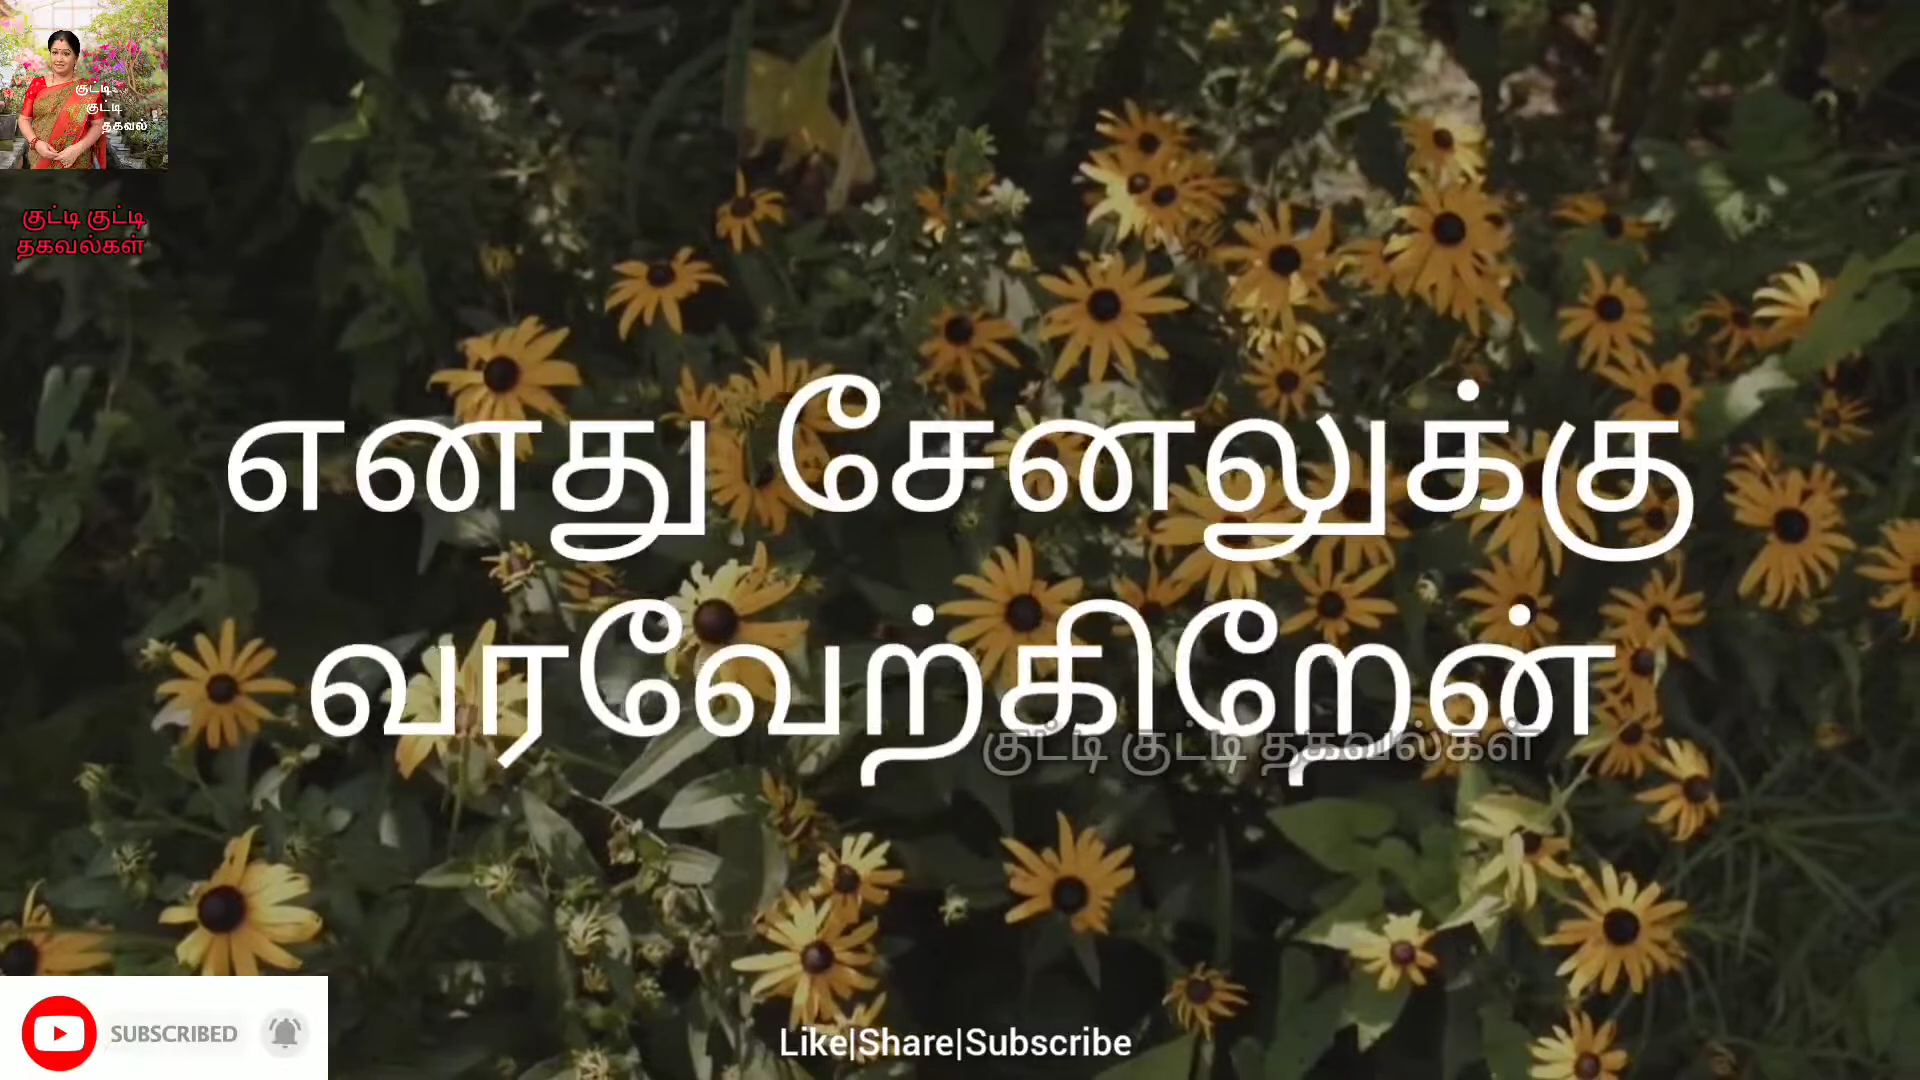 குட்டி
குட்டி
தகவல்
குட்டி குட்டி
தகவல்கள்
எனது சேனலுக்கு
வரவேற்கிறேன்
குட்டி குட்டி தகவல்கள்
SUBSCRIBED
Like|Share|Subscribe